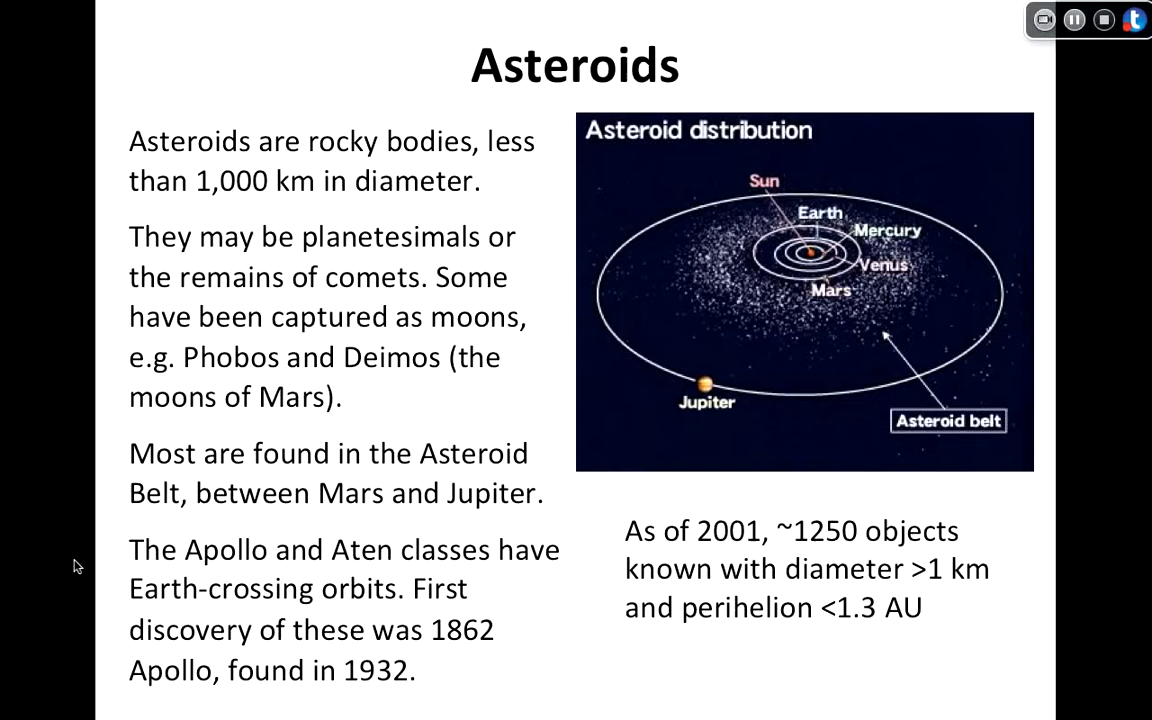 Asteroids
Asteroids are rocky bodies, less
than 1,000 km in diameter.
They may be planetesimals or
the remains of comets. Some
have been captured as moons,
e.g. Phobos and Deimos (the
moons of Mars).
Most are found in the Asteroid
Belt, between Mars and Jupiter.
The Apollo and Aten classes have
Earth-crossing orbits. First
discovery of these was 1862
Apollo, found in 1932.
Asteroid distribution
Sun
Earth
Mercury
Venus
Mars
Jupiter
Asteroid belt
As of 2001, ~1250 objects
known with diameter >1 km
and perihelion <1.3 AU
t